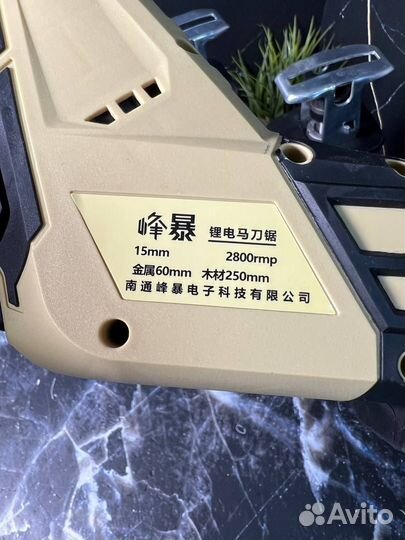 峰暴 锂电马刀锯
15mm 2800rmp
金属60mm 木材250mm
南通峰暴电子科技有限公司
Avito